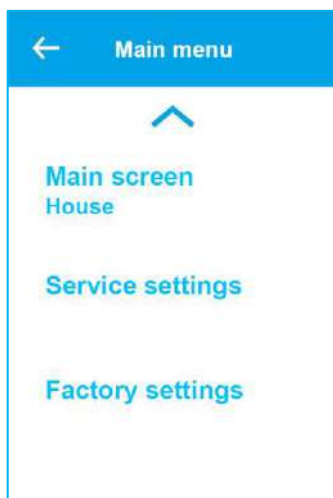 Main menu
Main screen
House
Service settings
Factory settings